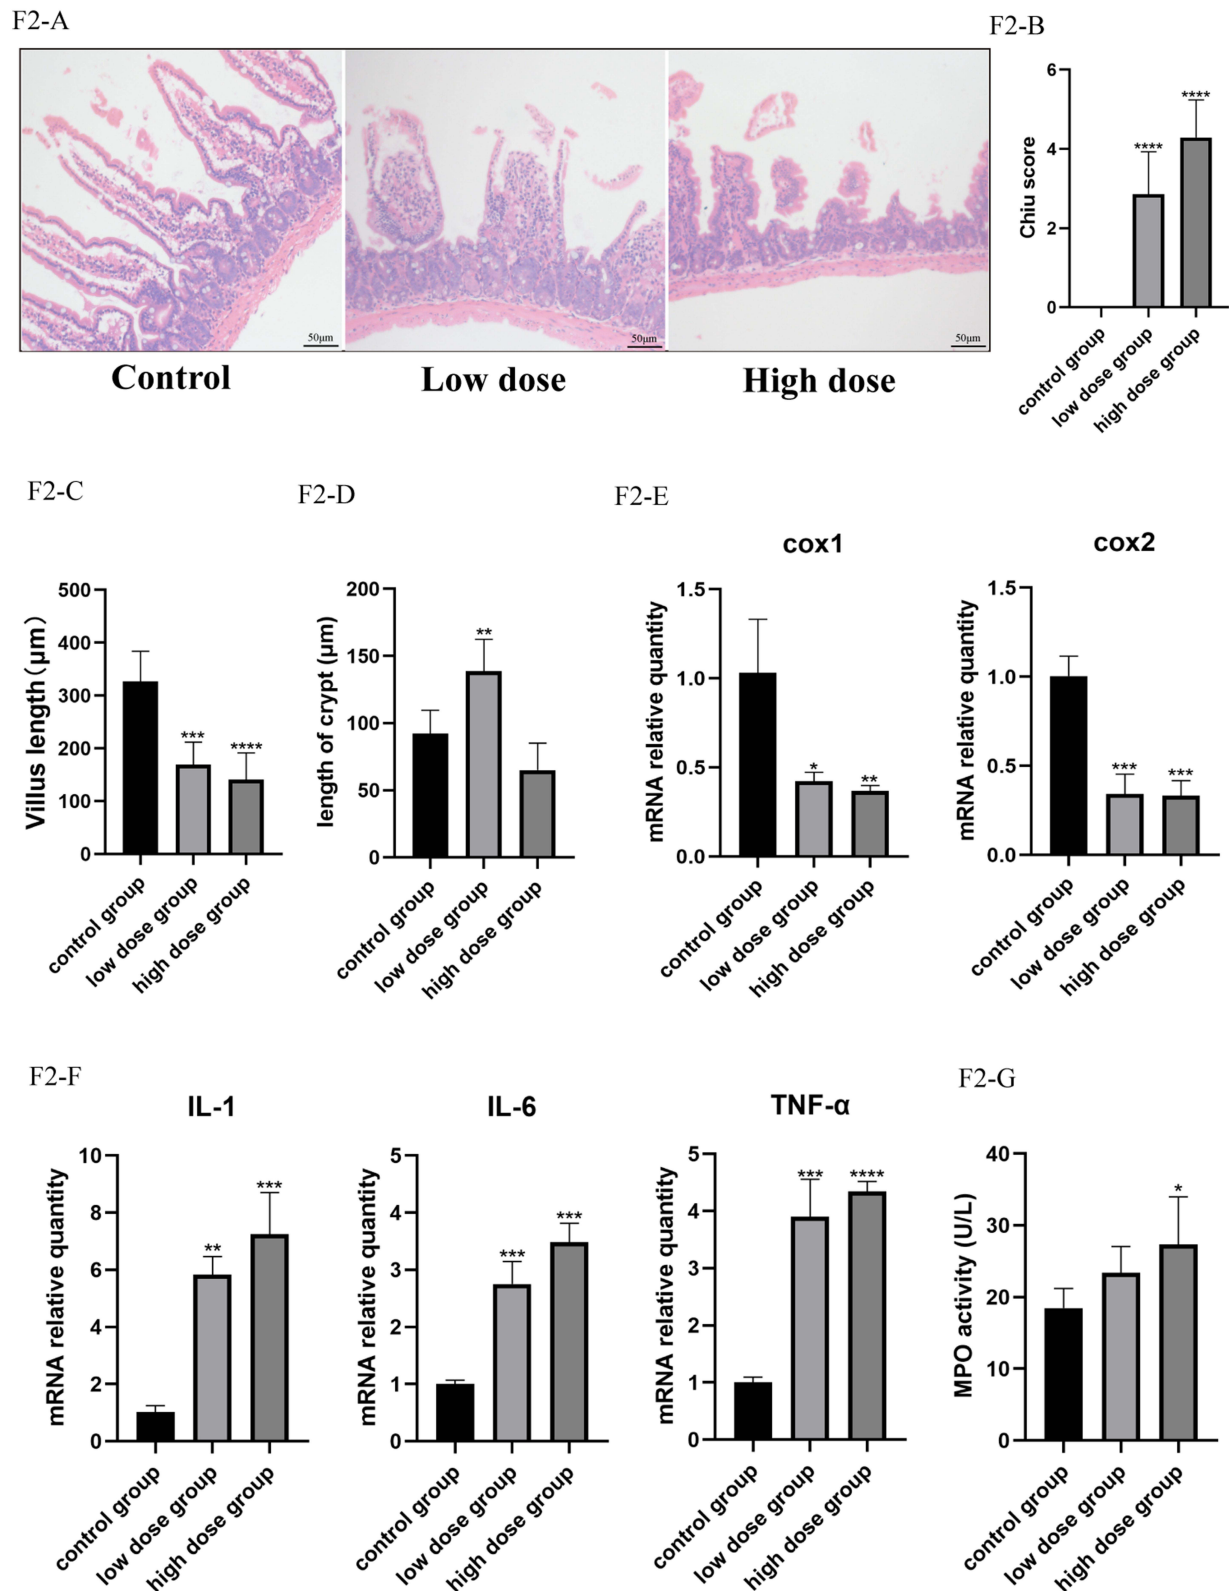 F2-A
F2-B
50μm
50μm
50μm
Control
Low dose
High dose
Chiu score
6
4
2
0
****
****
control group
low dose group
high dose group
F2-C
F2-D
F2-E
Villus length(μm)
500
400
300
200
100
0
***
****
control group
low dose group
high dose group
length of crypt (μm)
200
150
100
50
0
**
control group
low dose group
high dose group
cox1
mRNA relative quantity
1.5
1.0
0.5
0.0
*
**
control group
low dose group
high dose group
cox2
mRNA relative quantity
1.5
1.0
0.5
0.0
***
***
control group
low dose group
high dose group
F2-F
F2-G
IL-1
mRNA relative quantity
10
8
6
4
2
0
**
***
control group
low dose group
high dose group
IL-6
mRNA relative quantity
5
4
3
2
1
0
***
***
control group
low dose group
high dose group
TNF-α
mRNA relative quantity
5
4
3
2
1
0
***
****
control group
low dose group
high dose group
MPO activity (U/L)
40
30
20
10
0
*
control group
low dose group
high dose group